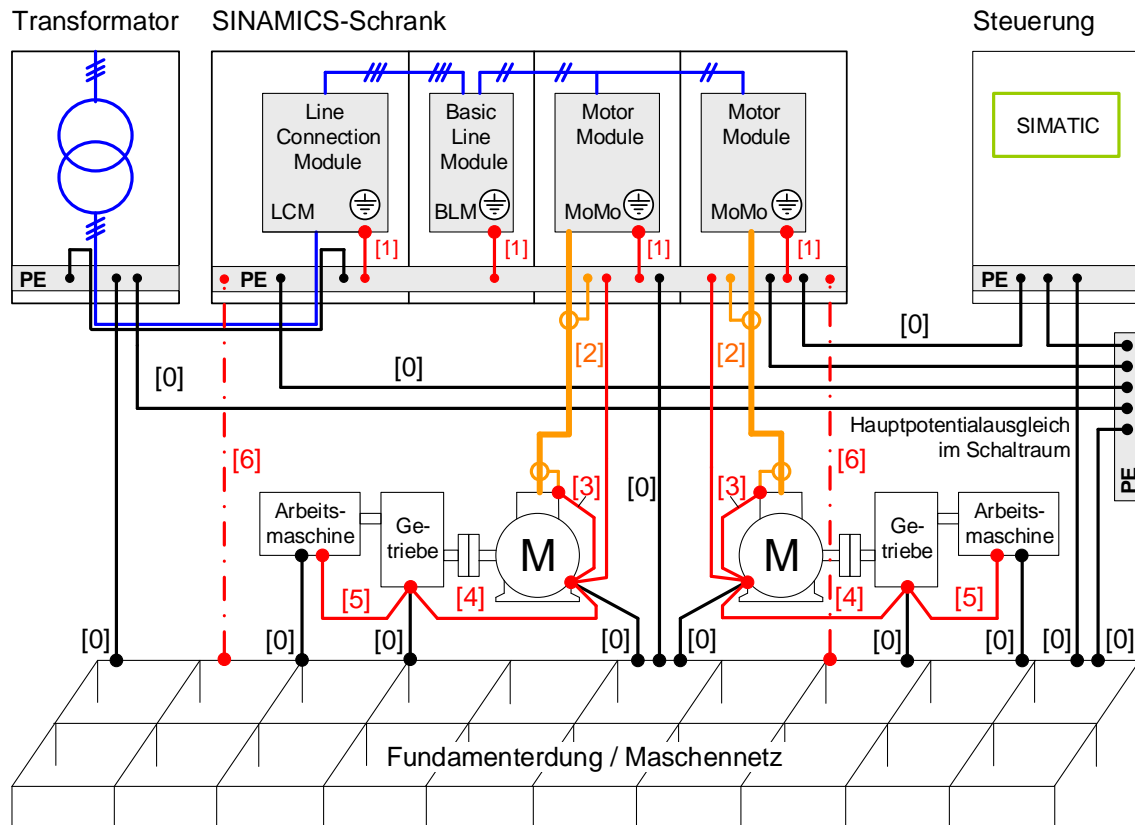 Transformator
SINAMICS-Schrank
Steuerung
Line
Connection
Module
LCM
Basic
Line
Module
BLM
Motor
Module
MoMo
Motor
Module
MoMo
SIMATIC
[1]
[1]
[1]
[1]
PE
PE
PE
[2]
[2]
[0]
[0]
[0]
Hauptpotentialausgleich
im Schaltraum
PE
[6]
[3]
[0]
[3]
[6]
Arbeits-
maschine
Ge-
triebe
M
M
Ge-
triebe
Arbeits-
maschine
[5]
[4]
[4]
[5]
[0]
[0]
[0]
[0]
[0]
[0]
[0]
[0]
[0]
Fundamenterdung / Maschennetz